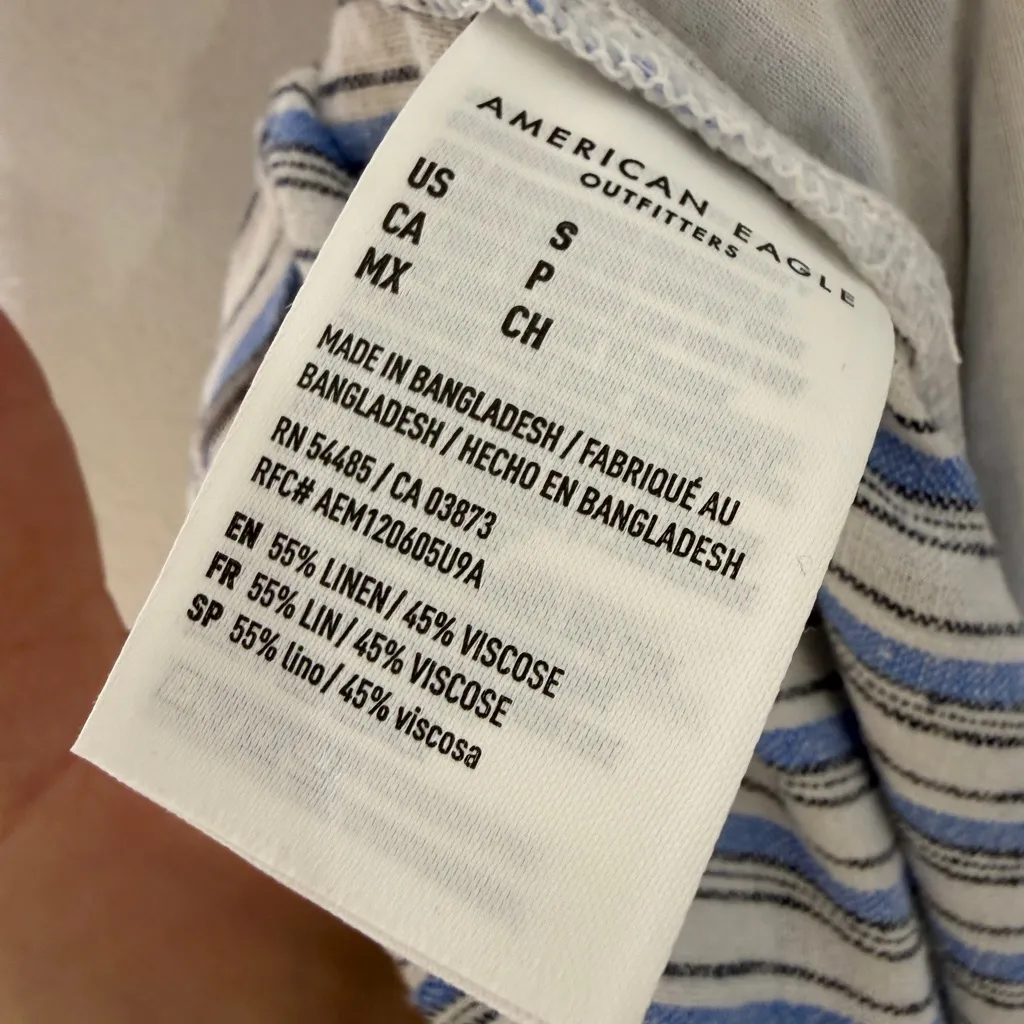 AMERICAN EAGLE
OUTFITTERS
US S
CA P
MX CH
MADE IN BANGLADESH / FABRIQUÉ AU
BANGLADESH / HECHO EN BANGLADESH
RN 54485 / CA 03873
RFC# AEM120605U9A
EN 55% LINEN / 45% VISCOSE
FR 55% LIN / 45% VISCOSE
SP 55% lino / 45% viscosa